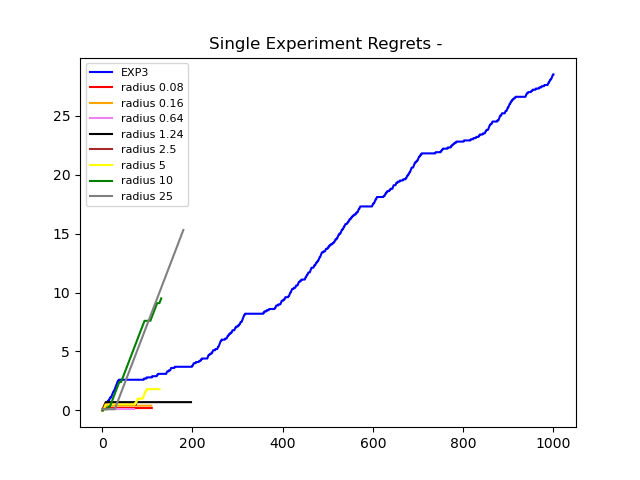 Single Experiment Regrets -
EXP3
radius 0.08
radius 0.16
radius 0.64
radius 1.24
radius 2.5
radius 5
radius 10
radius 25
25
20
15
10
5
0
0 200 400 600 800 1000